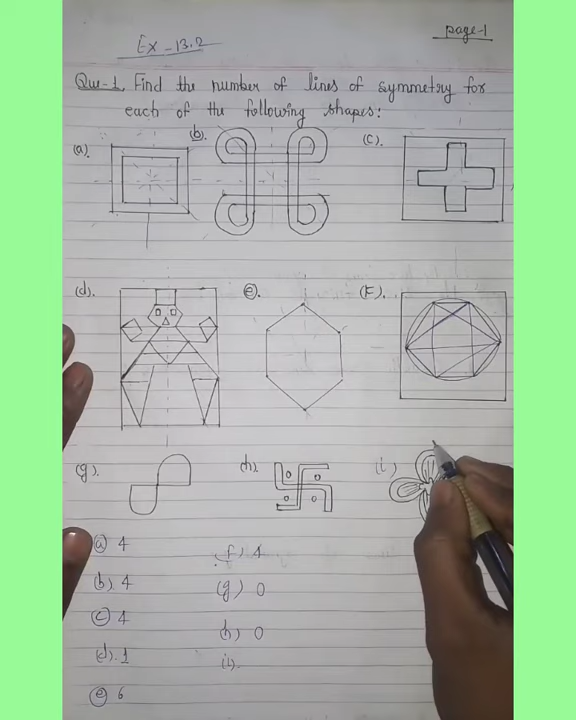 page-1
Ex - 13.2
Que-1. Find the number of lines of symmetry for
each of the following shapes:
(a).
(b).
(c).
(d).
(e).
(F).
(g).
(h).
(i)
(a) 4
(b) 4
(c) 4
(d). 1
(e) 6
(f) 4
(g) 0
(h) 0
(i).